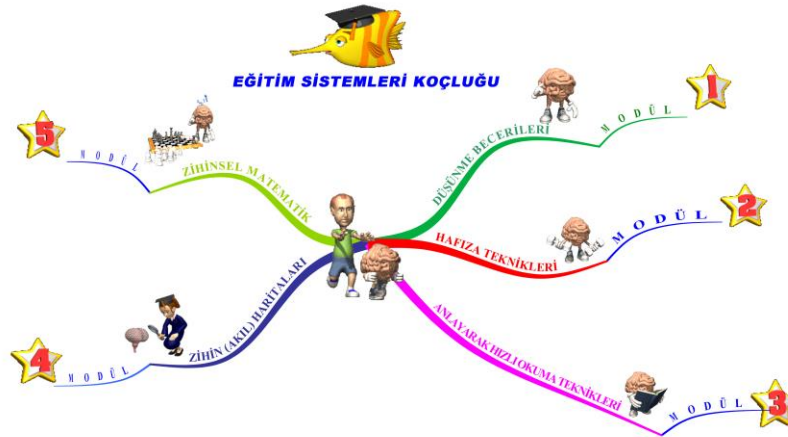 EĞİTİM SİSTEMLERİ KOÇLUĞU
DÜŞÜNME BECERİLERİ
MODÜL
1
HAFIZA TEKNİKLERİ
MODÜL
2
ANLAYARAK HIZLI OKUMA TEKNİKLERİ
MODÜL
3
ZİHİN (AKIL) HARİTALARI
MODÜL
4
ZİHİNSEL MATEMATİK
MODÜL
5